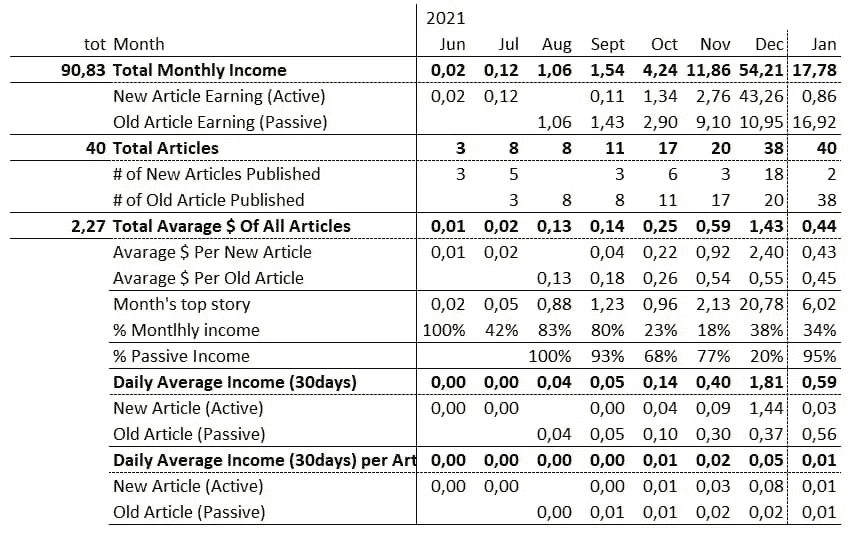 2021
tot Month Jun Jul Aug Sept Oct Nov Dec Jan
90,83 Total Monthly Income 0,02 0,12 1,06 1,54 4,24 11,86 54,21 17,78
New Article Earning (Active) 0,02 0,12 0,11 1,34 2,76 43,26 0,86
Old Article Earning (Passive) 1,06 1,43 2,90 9,10 10,95 16,92
40 Total Articles 3 8 8 11 17 20 38 40
# of New Articles Published 3 5 3 6 3 18 2
# of Old Article Published 3 8 8 11 17 20 38
2,27 Total Avarage $ Of All Articles 0,01 0,02 0,13 0,14 0,25 0,59 1,43 0,44
Avarage $ Per New Article 0,01 0,02 0,04 0,22 0,92 2,40 0,43
Avarage $ Per Old Article 0,13 0,18 0,26 0,54 0,55 0,45
Month's top story 0,02 0,05 0,88 1,23 0,96 2,13 20,78 6,02
% Montlhly income 100% 42% 83% 80% 23% 18% 38% 34%
% Passive Income 100% 93% 68% 77% 20% 95%
Daily Average Income (30days) 0,00 0,00 0,04 0,05 0,14 0,40 1,81 0,59
New Article (Active) 0,00 0,00 0,00 0,04 0,09 1,44 0,03
Old Article (Passive) 0,04 0,05 0,10 0,30 0,37 0,56
Daily Average Income (30days) per Art 0,00 0,00 0,00 0,00 0,01 0,02 0,05 0,01
New Article (Active) 0,00 0,00 0,00 0,01 0,03 0,08 0,01
Old Article (Passive) 0,00 0,01 0,01 0,02 0,02 0,01